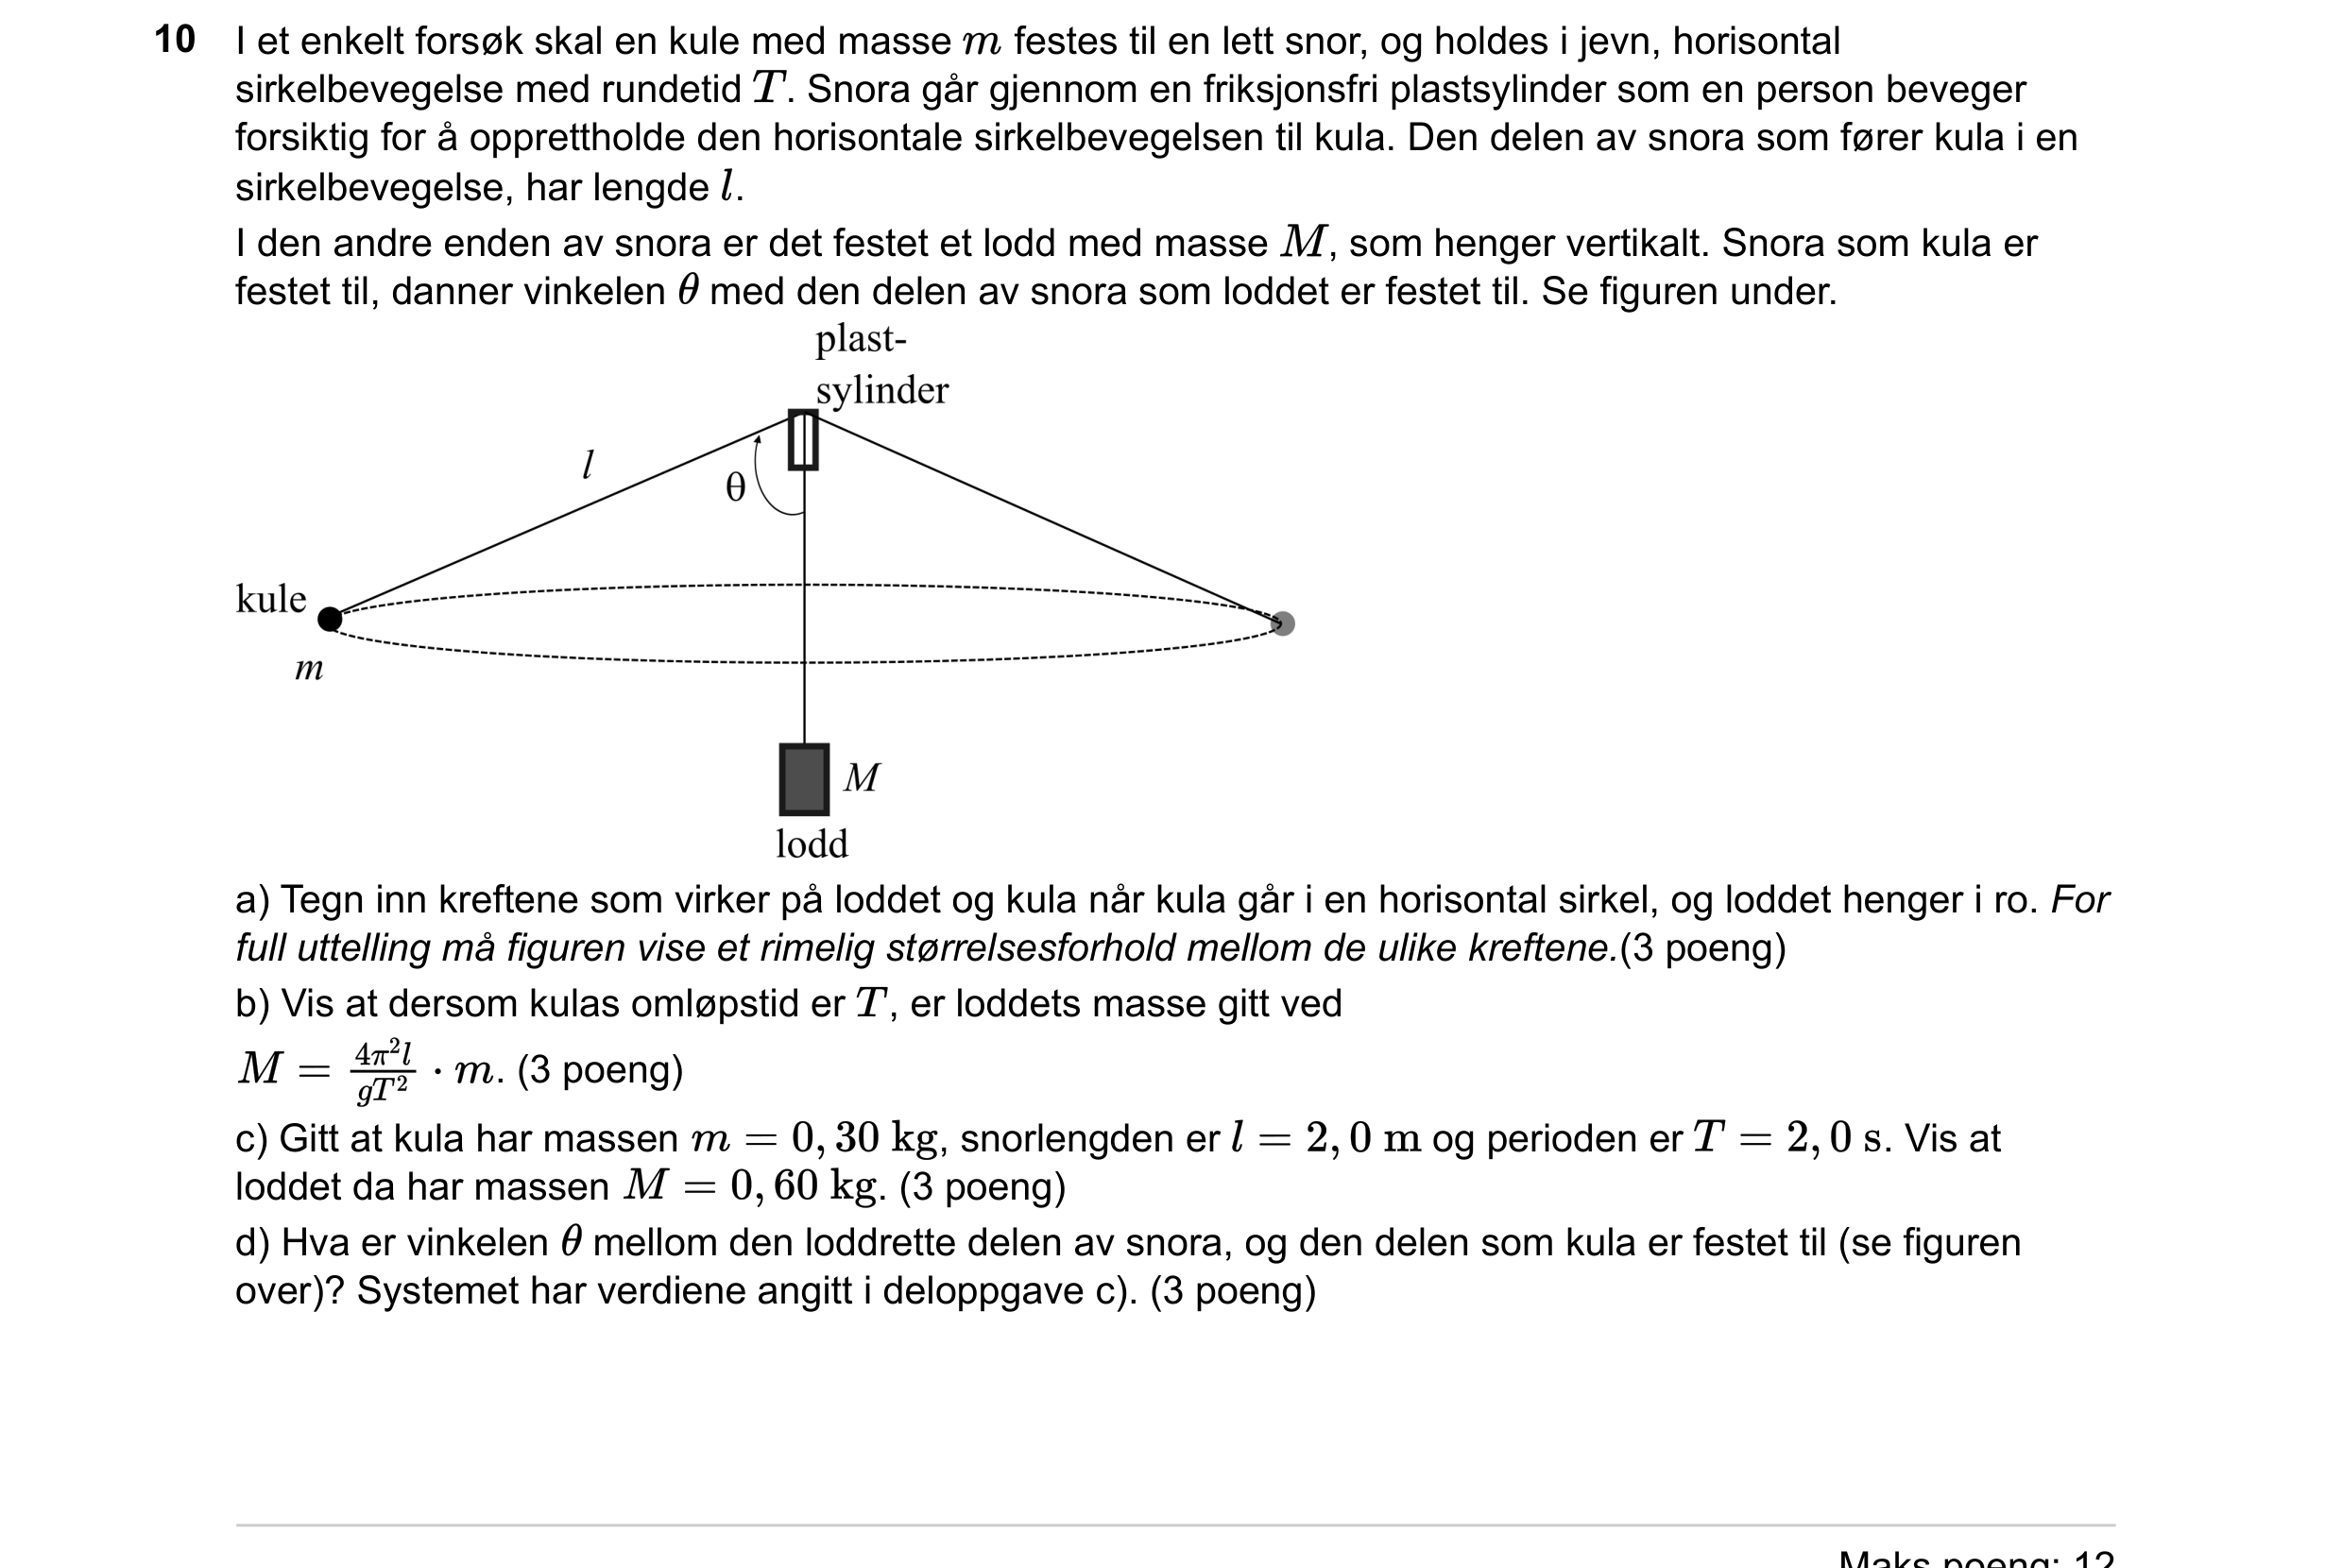 10 I et enkelt forsøk skal en kule med masse m festes til en lett snor, og holdes i jevn, horisontal
sirkelbevegelse med rundetid T. Snora går gjennom en friksjonsfri plastsylinder som en person beveger
forsiktig for å opprettholde den horisontale sirkelbevegelsen til kula. Den delen av snora som fører kula i en
sirkelbevegelse, har lengde l.
I den andre enden av snora er det festet et lodd med masse M, som henger vertikalt. Snora som kula er
festet til, danner vinkelen θ med den delen av snora som loddet er festet til. Se figuren under.
plast-
sylinder
l
θ
kule
m
M
lodd
a) Tegn inn kreftene som virker på loddet og kula når kula går i en horisontal sirkel, og loddet henger i ro. For
full uttelling må figuren vise et rimelig størrelsesforhold mellom de ulike kreftene.(3 poeng)
b) Vis at dersom kulas omløpstid er T, er loddets masse gitt ved
M = \frac{4π²l}{gT²} · m. (3 poeng)
c) Gitt at kula har massen m = 0,30 kg, snorlengden er l = 2,0 m og perioden er T = 2,0 s. Vis at
loddet da har massen M = 0,60 kg. (3 poeng)
d) Hva er vinkelen θ mellom den loddrette delen av snora, og den delen som kula er festet til (se figuren
over)? Systemet har verdiene angitt i deloppgave c). (3 poeng)
Maks poeng: 12